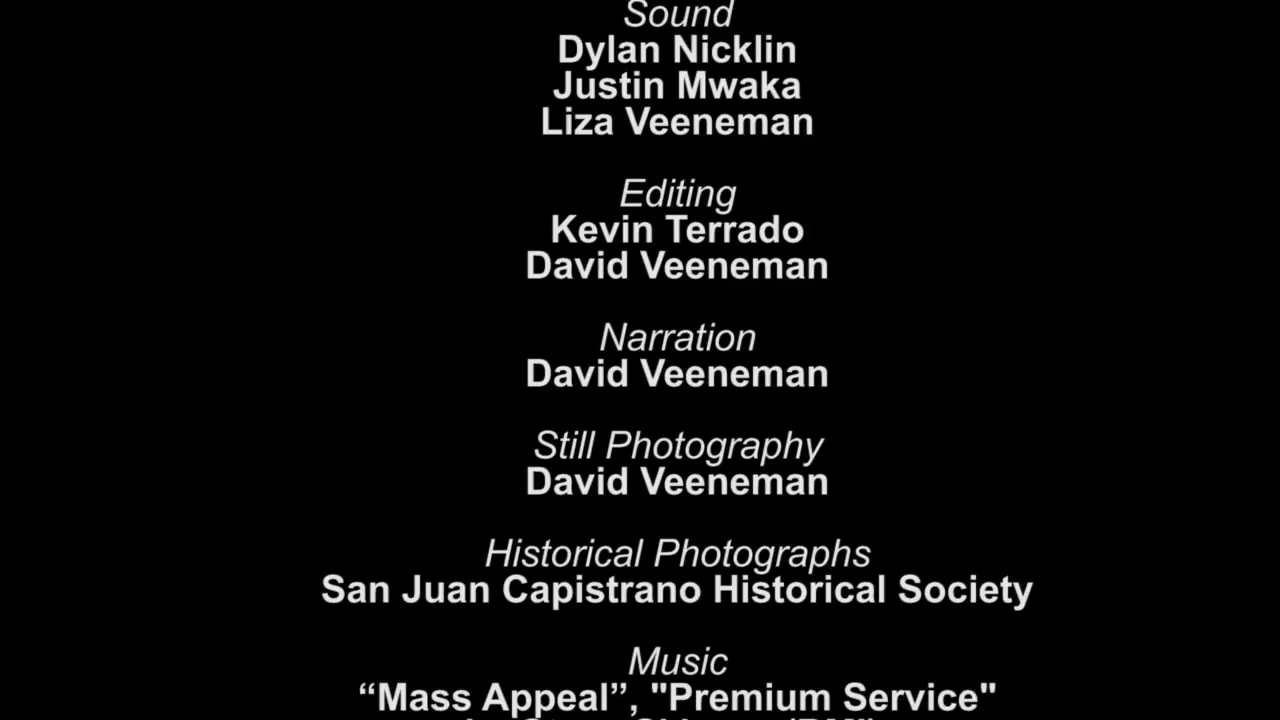 Sound
Dylan Nicklin
Justin Mwaka
Liza Veeneman
Editing
Kevin Terrado
David Veeneman
Narration
David Veeneman
Still Photography
David Veeneman
Historical Photographs
San Juan Capistrano Historical Society
Music
“Mass Appeal”, "Premium Service"